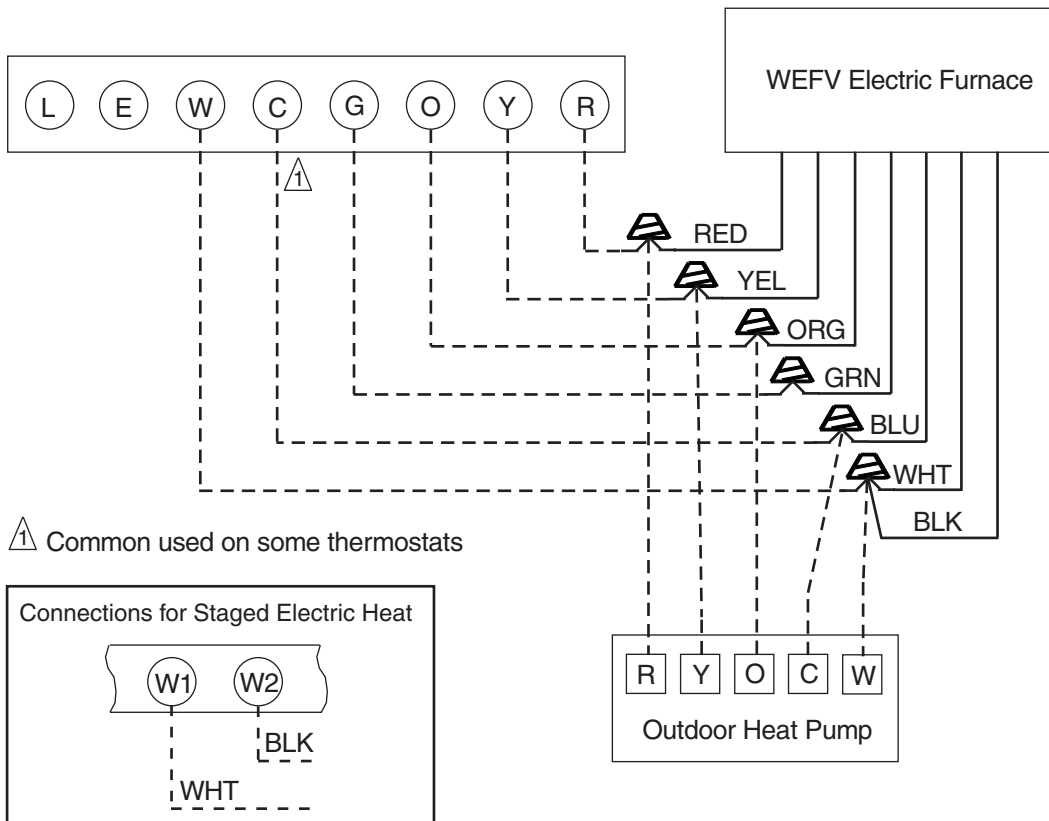 WEFV Electric Furnace
L E W C G O Y R
1
RED
YEL
ORG
GRN
BLU
WHT
BLK
1 Common used on some thermostats
Connections for Staged Electric Heat
W1 W2
BLK
WHT
R Y O C W
Outdoor Heat Pump